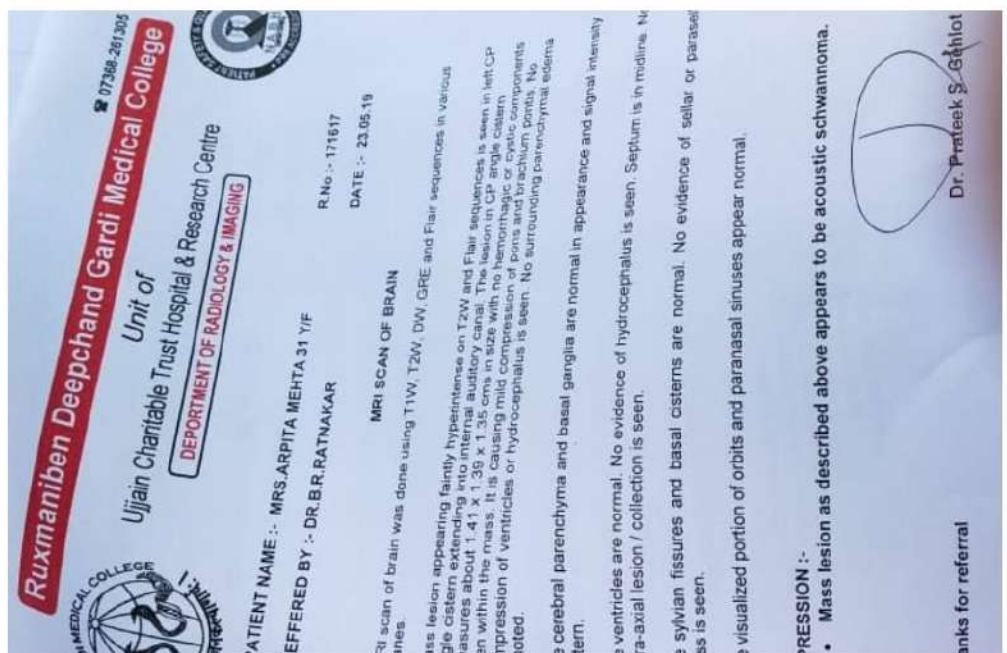 Ruxmaniben Deepchand Gardi Medical College
☎ 07368-261305
Unit of
Ujjain Charitable Trust Hospital & Research Centre
DEPORTMENT OF RADIOLOGY & IMAGING
MEDICAL COLLEGE
N.A.B.H
PATIENT SAFETY &
ATIENT NAME :- MRS.ARPITA MEHTA 31 Y/F
R.No :- 171617
EFFERED BY :- DR.B.R.RATNAKAR
DATE :- 23.05.19
MRI SCAN OF BRAIN
RI scan of brain was done using T1W, T2W, DW, GRE and Flair sequences in various
anes.
ass lesion appearing faintly hyperintense on T2W and Flair sequences is seen in left CP
gle cistern extending into internal auditory canal. The lesion in CP angle cistern
easures about 1.41 x 1.39 x 1.35 cms in size with no hemorrhagic or cystic components
en within the mass. It is causing mild compression of pons and brachium pontis. No
mpression of ventricles or hydrocephalus is seen. No surrounding parenchymal edema
noted.
e cerebral parenchyma and basal ganglia are normal in appearance and signal intensity
ttern.
e ventricles are normal. No evidence of hydrocephalus is seen. Septum is in midline. No
ra-axial lesion / collection is seen.
e sylvian fissures and basal cisterns are normal. No evidence of sellar or parasel
ss is seen.
e visualized portion of orbits and paranasal sinuses appear normal.
PRESSION :-
• Mass lesion as described above appears to be acoustic schwannoma.
anks for referral
Dr. Prateek S. Gehlot